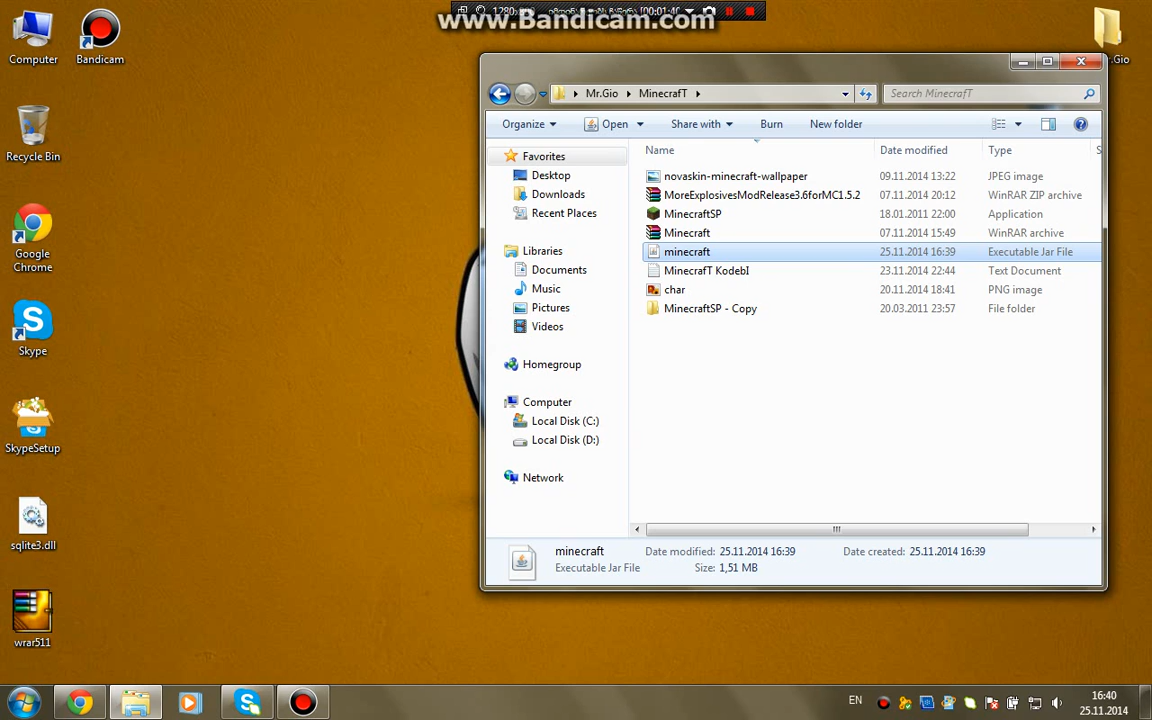 www.Bandicam.com
[00:01:40]
Computer
Bandicam
Recycle Bin
Google
Chrome
Skype
SkypeSetup
sqlite3.dll
wrar511
Mr.Gio
MinecrafT
Search MinecrafT
Organize
Open
Share with
Burn
New folder
Favorites
Desktop
Downloads
Recent Places
Libraries
Documents
Music
Pictures
Videos
Homegroup
Computer
Local Disk (C:)
Local Disk (D:)
Network
Name Date modified Type S
novaskin-minecraft-wallpaper 09.11.2014 13:22 JPEG image
MoreExplosivesModRelease3.6forMC1.5.2 07.11.2014 20:12 WinRAR ZIP archive
MinecraftSP 18.01.2011 22:00 Application
Minecraft 07.11.2014 15:49 WinRAR archive
minecraft 25.11.2014 16:39 Executable Jar File
MinecrafT KodebI 23.11.2014 22:44 Text Document
char 20.11.2014 18:41 PNG image
MinecraftSP - Copy 20.03.2011 23:57 File folder
minecraft Date modified: 25.11.2014 16:39 Date created: 25.11.2014 16:39
Executable Jar File Size: 1,51 MB
EN
16:40
25.11.2014